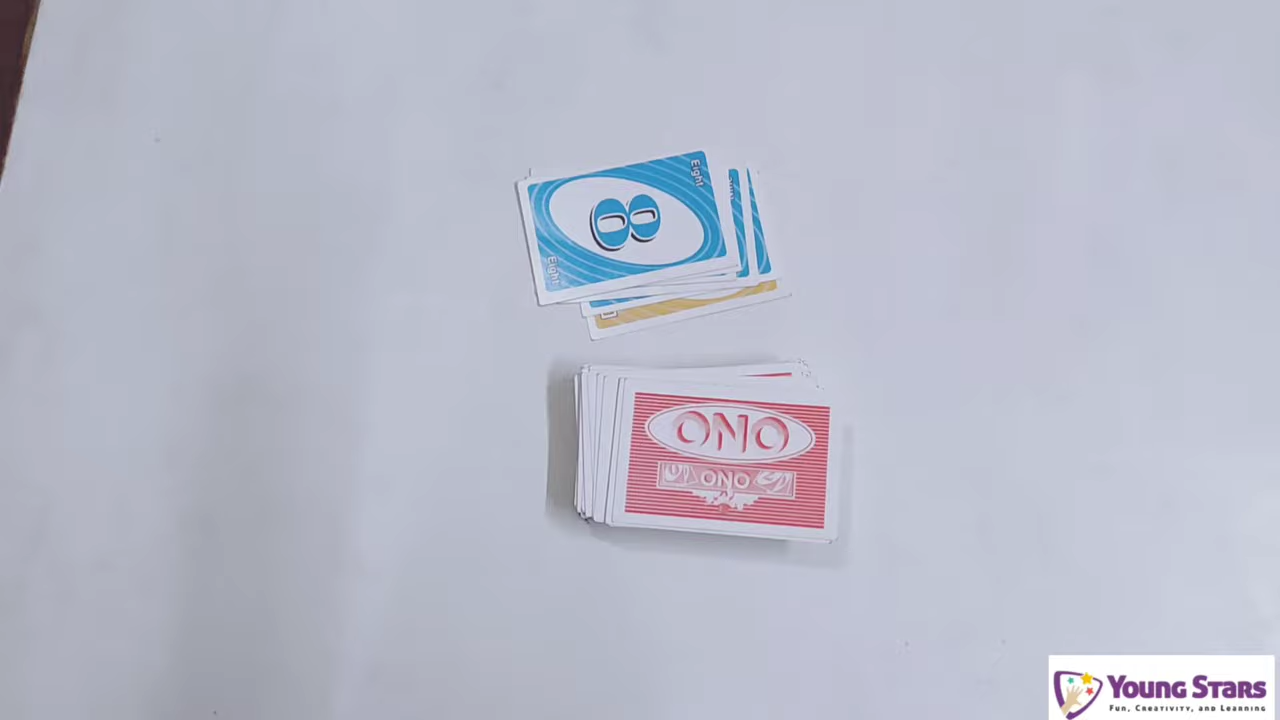 Eight
8
Eight
ONO
ONO
Young Stars
Fun, Creativity, and Learning